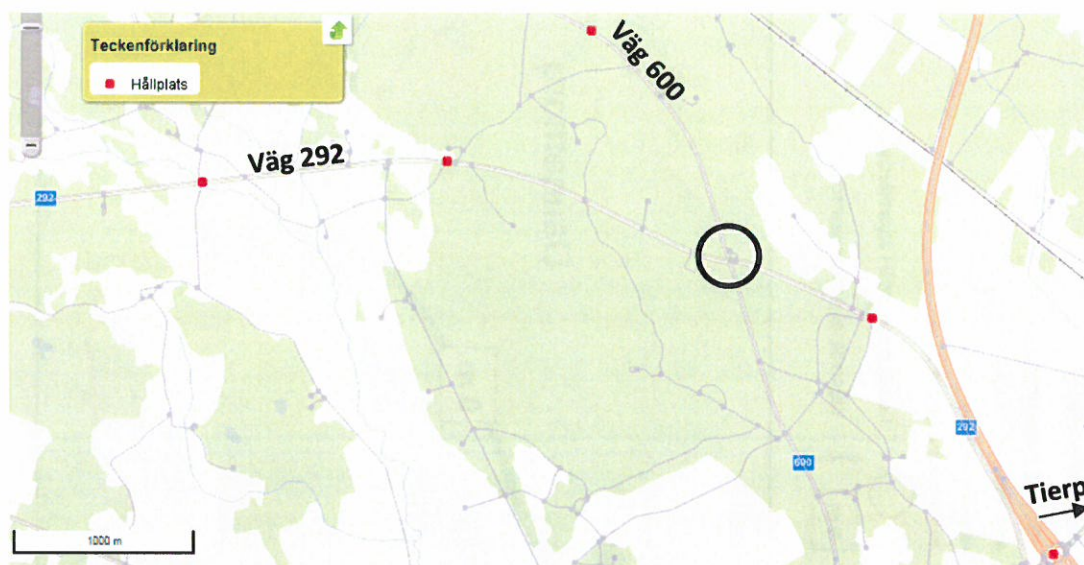 Teckenförklaring
Hållplats
Väg 600
Väg 292
292
292
600
Tierp
1000 m